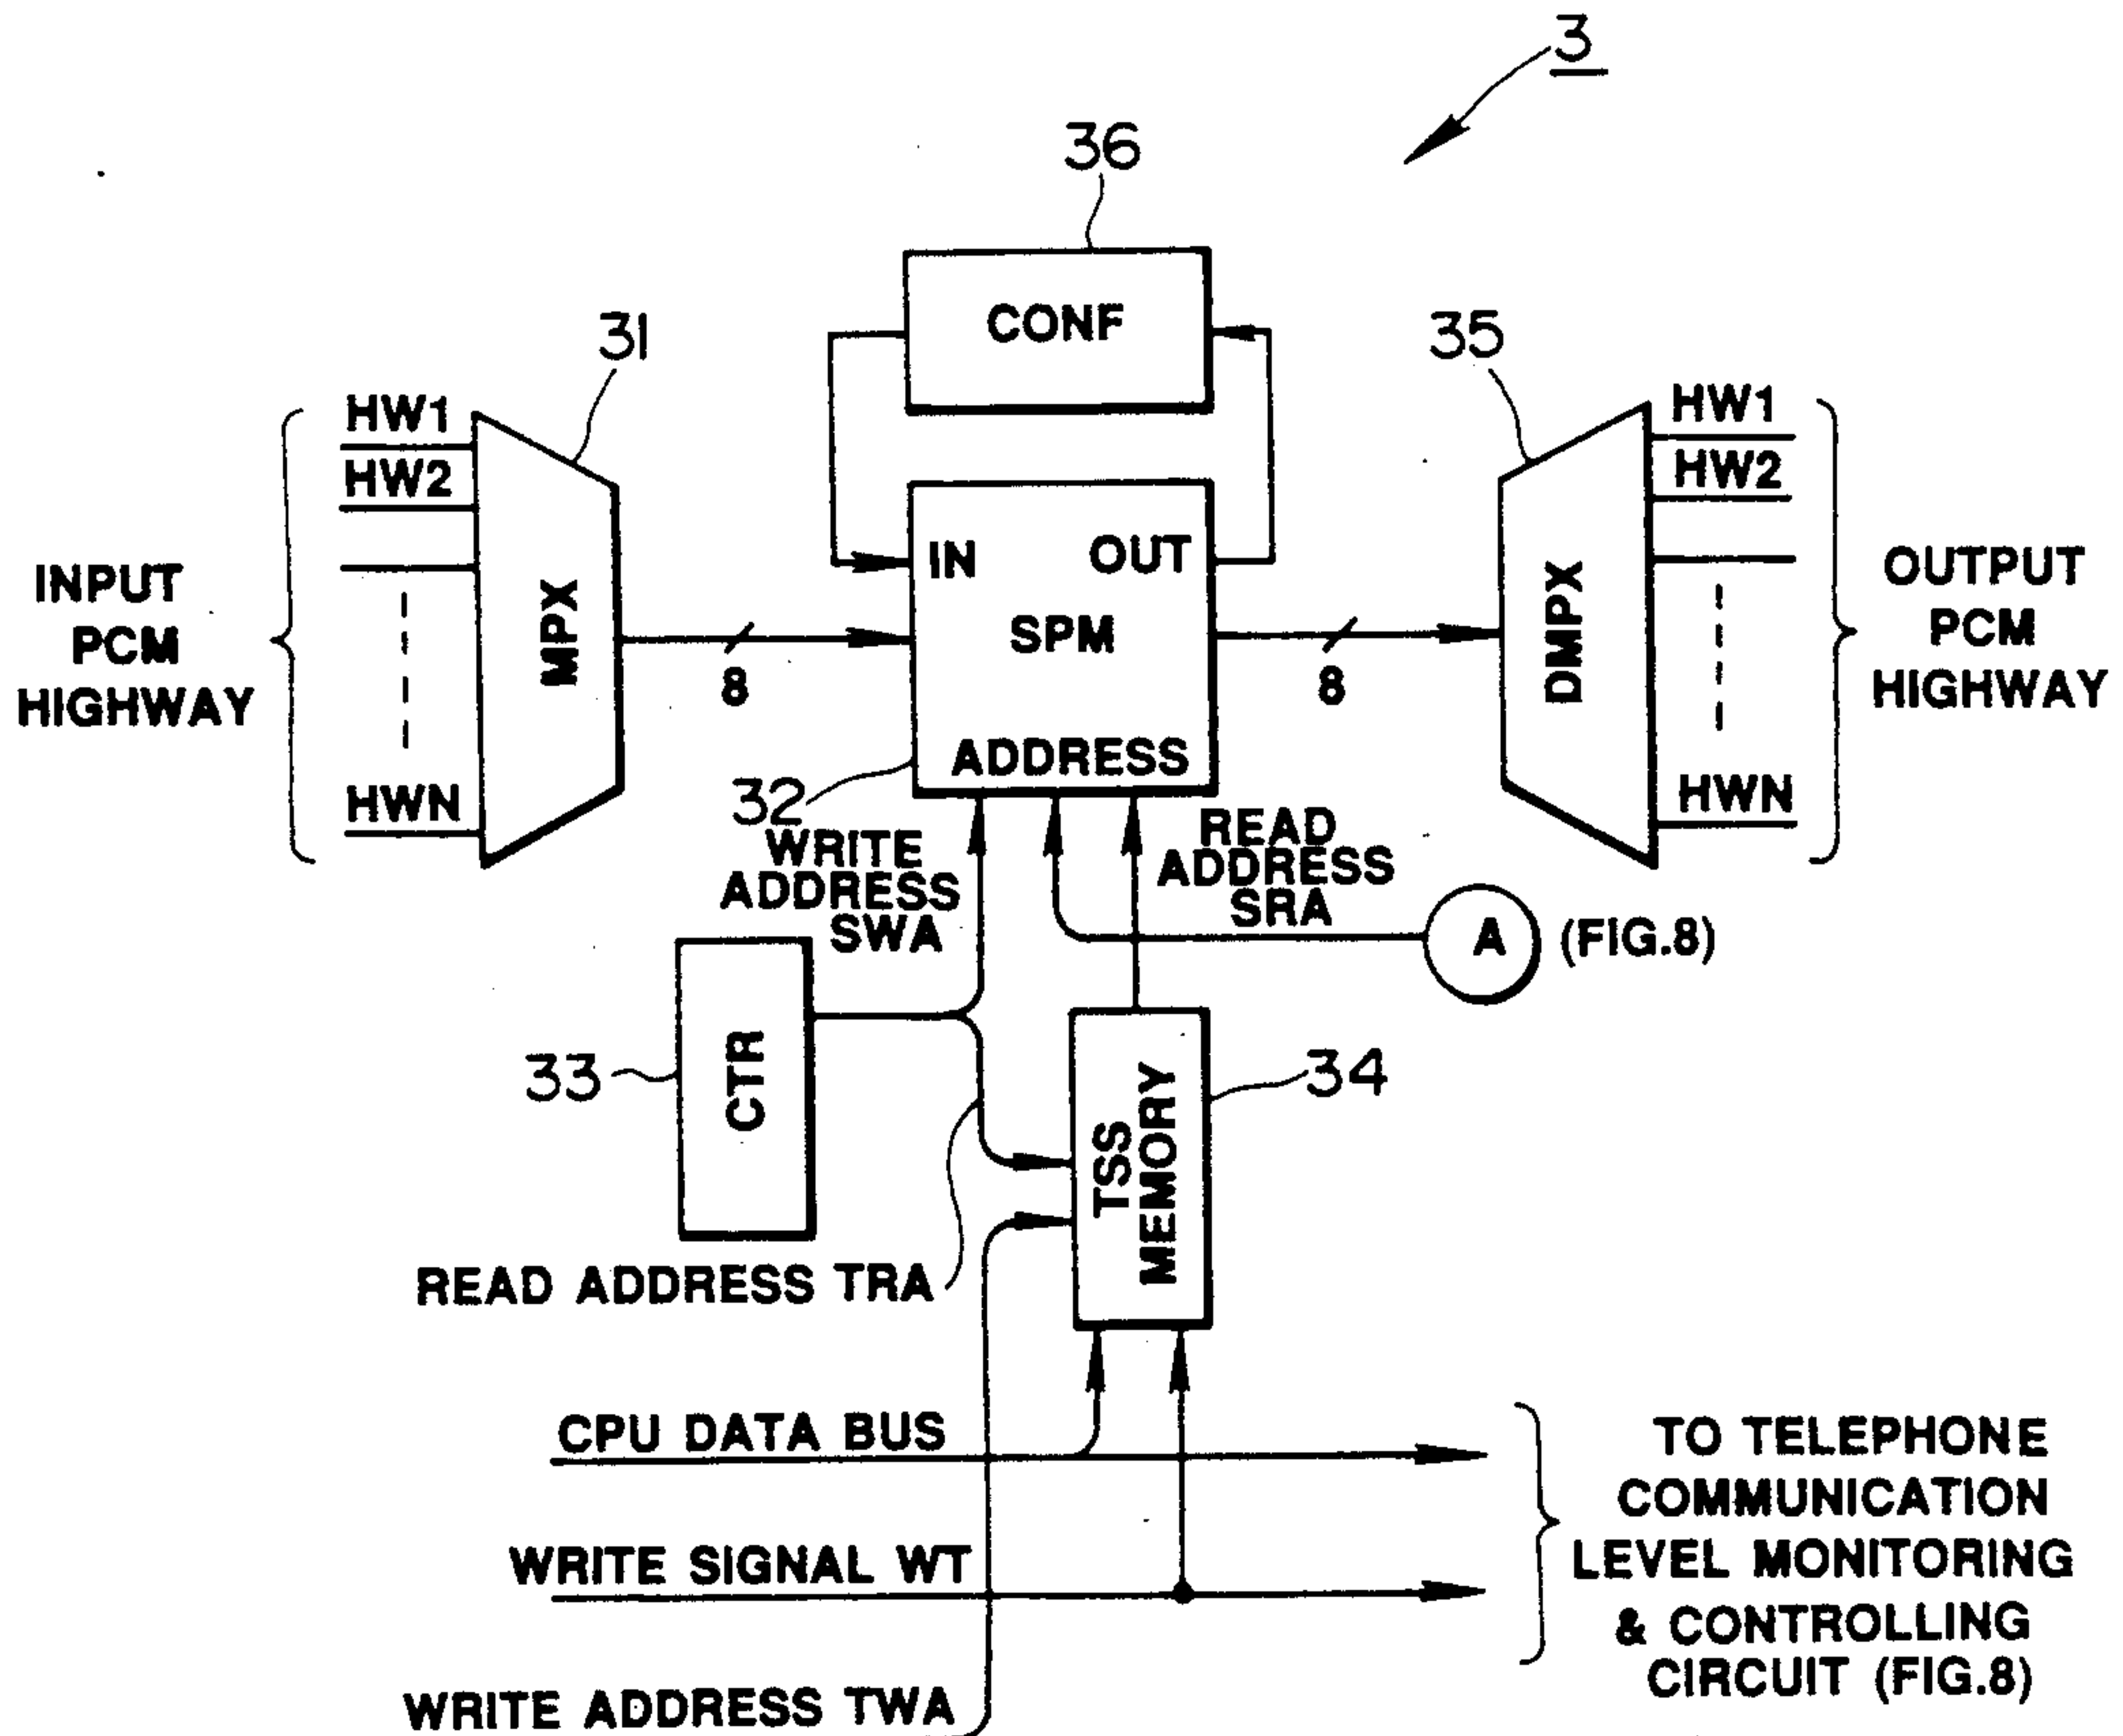 3
36
CONF
31
35
HW1
HW2
HWN
INPUT
PCM
HIGHWAY
MPX
8
IN
OUT
SPM
ADDRESS
32
8
DMPX
HW1
HW2
HWN
OUTPUT
PCM
HIGHWAY
WRITE
ADDRESS
SWA
READ
ADDRESS
SRA
A
(FIG.8)
33
CTR
TSS
MEMORY
34
READ ADDRESS TRA
CPU DATA BUS
WRITE SIGNAL WT
WRITE ADDRESS TWA
TO TELEPHONE
COMMUNICATION
LEVEL MONITORING
& CONTROLLING
CIRCUIT (FIG.8)